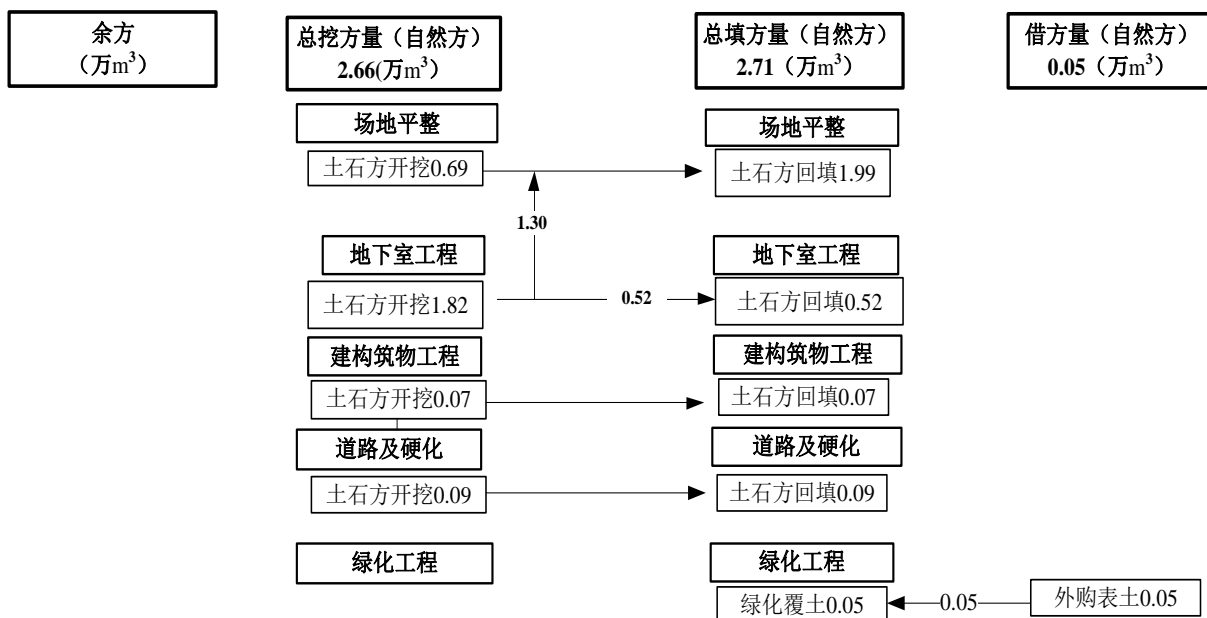 余方
（万m³）
总挖方量（自然方）
2.66(万m³）
总填方量（自然方）
2.71（万m³）
借方量（自然方）
0.05（万m³）
场地平整
场地平整
土石方开挖0.69
土石方回填1.99
1.30
地下室工程
地下室工程
土石方开挖1.82
0.52
土石方回填0.52
建构筑物工程
建构筑物工程
土石方开挖0.07
土石方回填0.07
道路及硬化
道路及硬化
土石方开挖0.09
土石方回填0.09
绿化工程
绿化工程
绿化覆土0.05
0.05
外购表土0.05